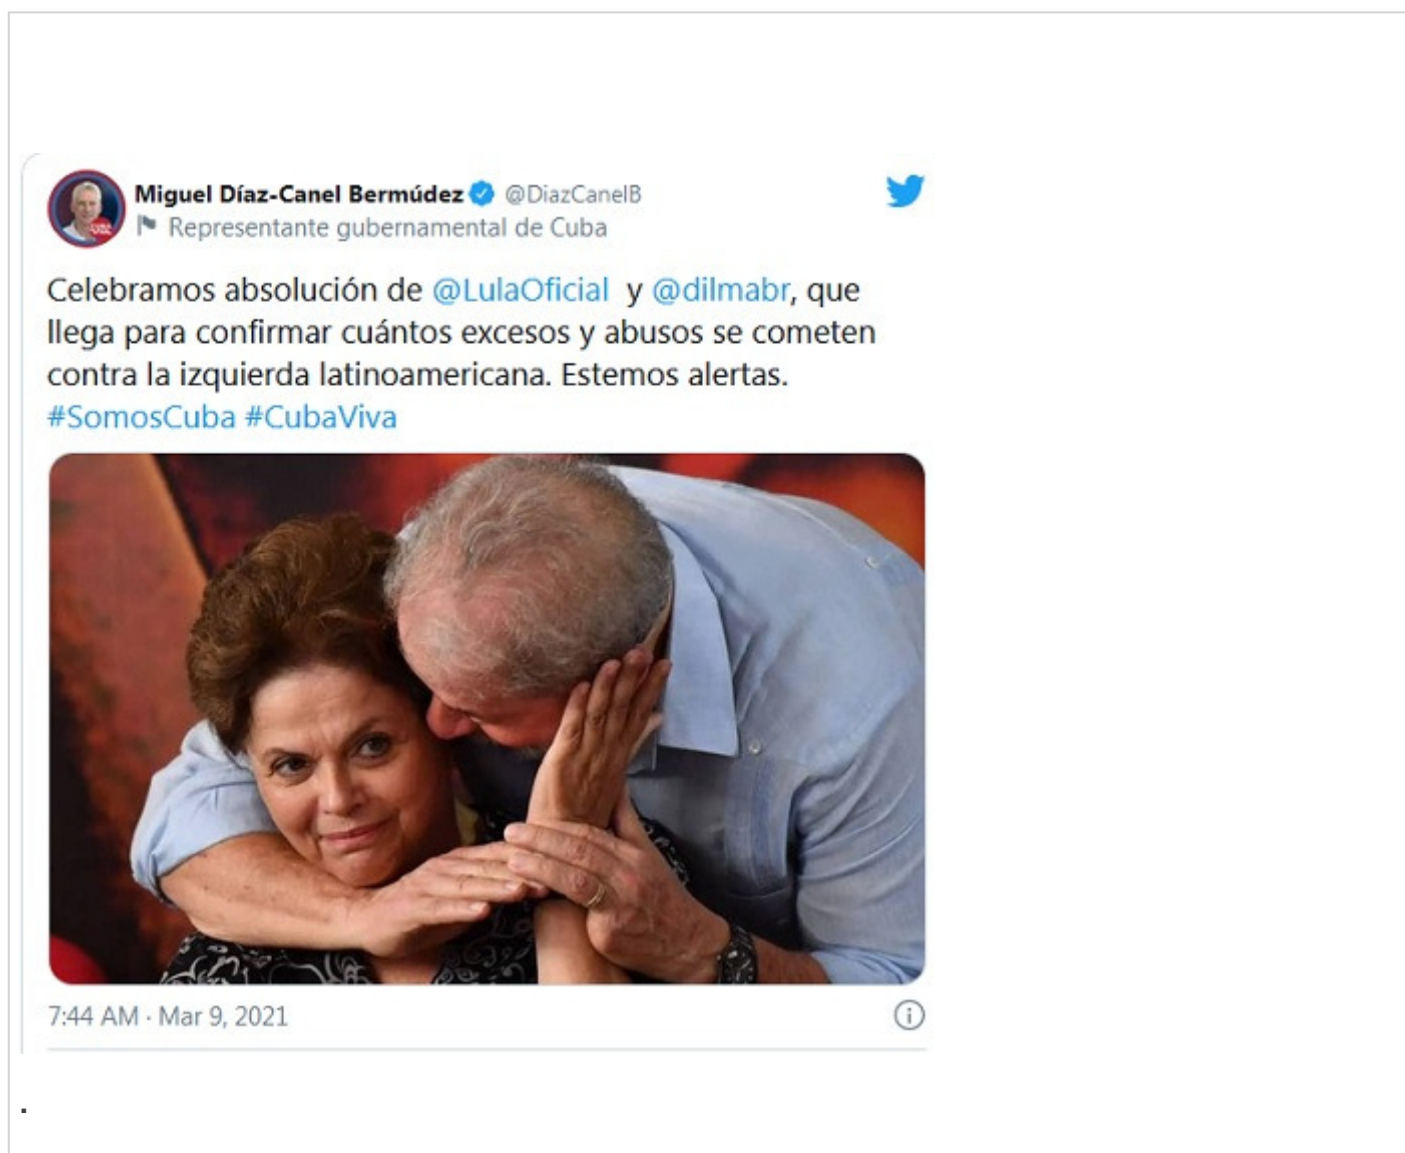 Miguel Díaz-Canel Bermúdez @DiazCanelB
Representante gubernamental de Cuba
Celebramos absolución de @LulaOficial y @dilmabr, que
llega para confirmar cuántos excesos y abusos se cometen
contra la izquierda latinoamericana. Estemos alertas.
#SomosCuba #CubaViva
7:44 AM · Mar 9, 2021
.